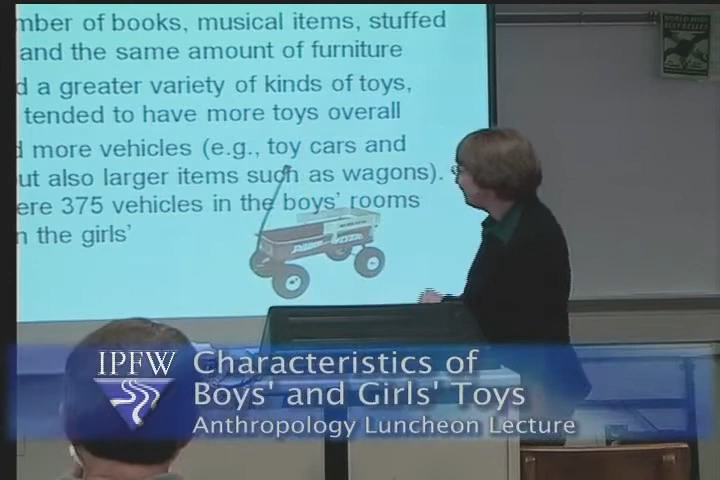 mber of books, musical items, stuffed
and the same amount of furniture
d a greater variety of kinds of toys,
tended to have more toys overall
d more vehicles (e.g., toy cars and
ut also larger items such as wagons).
ere 375 vehicles in the boys' rooms
n the girls'
IPFW
Characteristics of
Boys' and Girls' Toys
Anthropology Luncheon Lecture